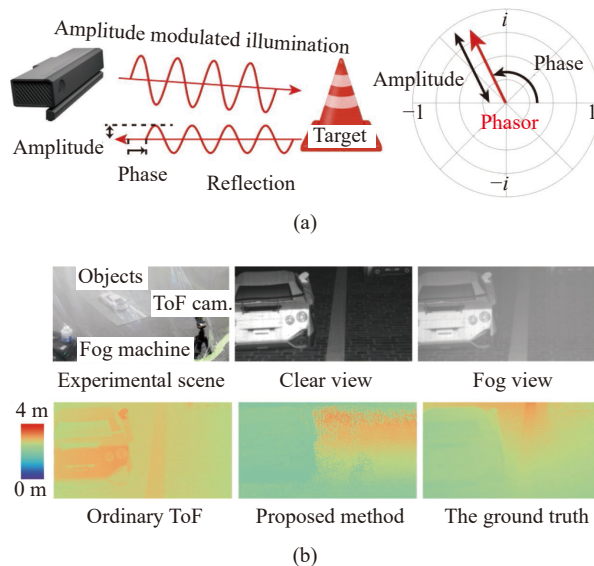 Amplitude modulated illumination
Amplitude
Phase
Reflection
Target
i
Amplitude
Phase
−1
1
Phasor
−i
(a)
Objects
ToF cam.
Fog machine
Experimental scene
Clear view
Fog view
4 m
0 m
Ordinary ToF
Proposed method
The ground truth
(b)